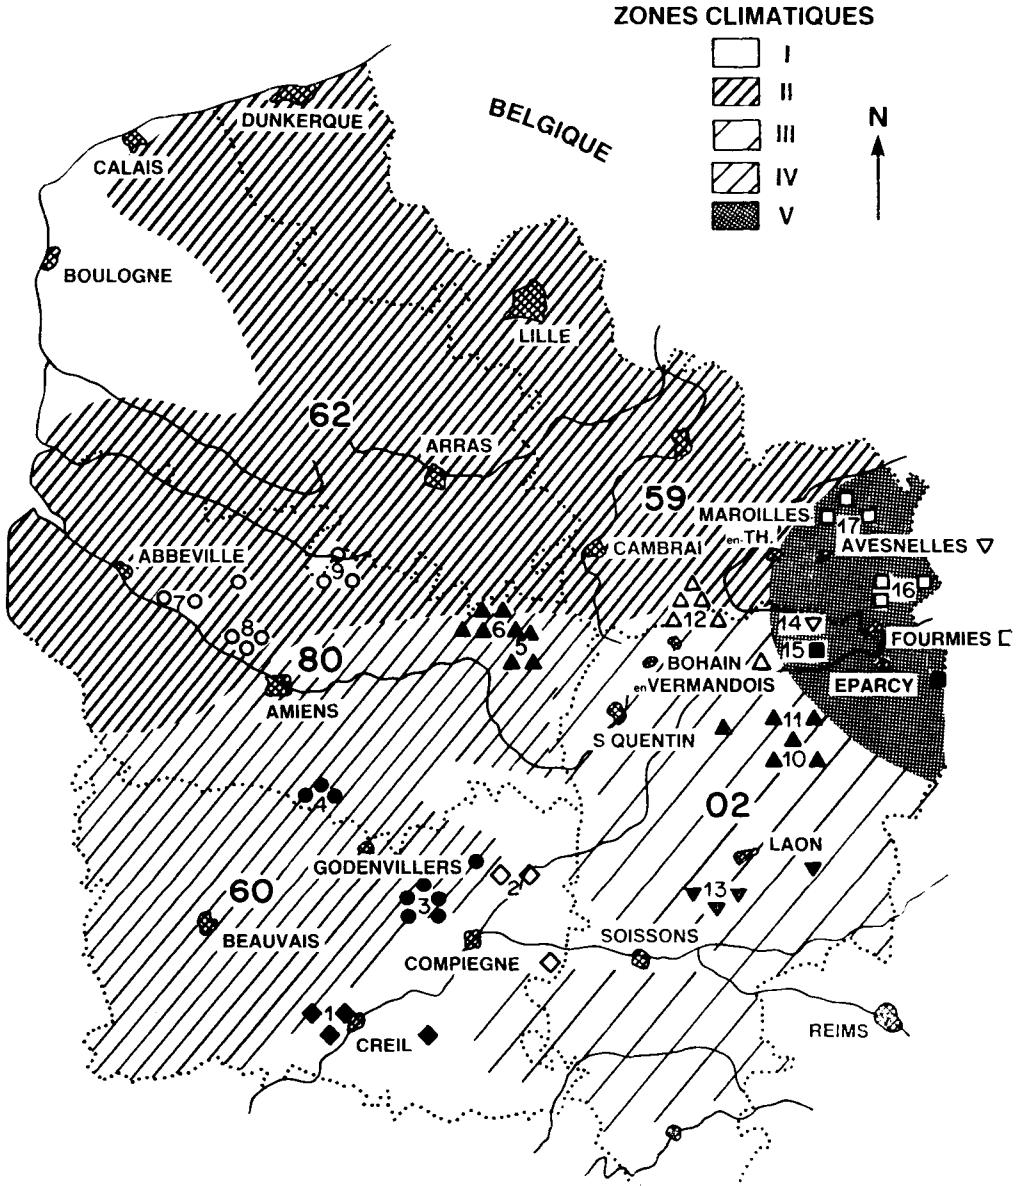 ZONES CLIMATIQUES
I
II
III
IV
V
N
BELGIQUE
DUNKERQUE
CALAIS
BOULOGNE
LILLE
62
ARRAS
59
MAROILLES
en-TH.
17
AVESNELLES
CAMBRAI
ABBEVILLE
9
7
16
8
6
12
14
FOURMIES
5
15
80
BOHAIN
en VERMANDOIS
EPARCY
AMIENS
11
S QUENTIN
10
4
02
LAON
GODENVILLERS
60
2
13
3
BEAUVAIS
SOISSONS
COMPIEGNE
1
REIMS
CREIL